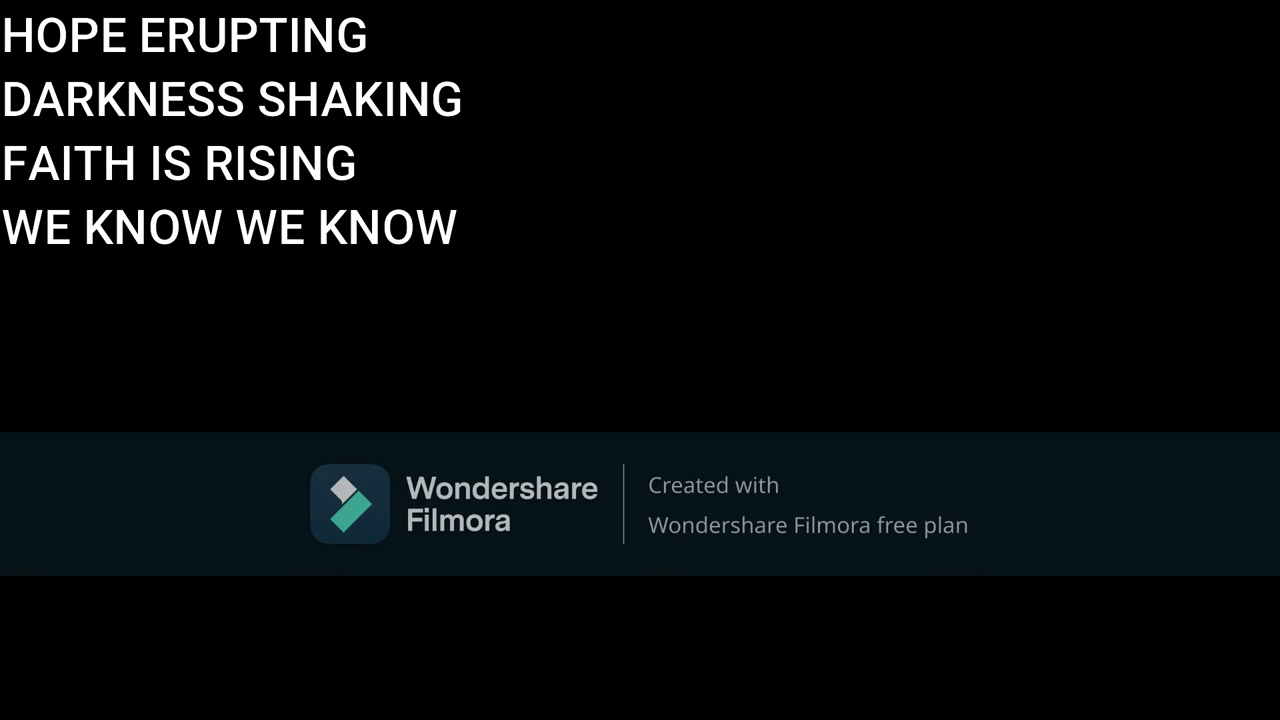 HOPE ERUPTING
DARKNESS SHAKING
FAITH IS RISING
WE KNOW WE KNOW
Wondershare
Filmora
Created with
Wondershare Filmora free plan